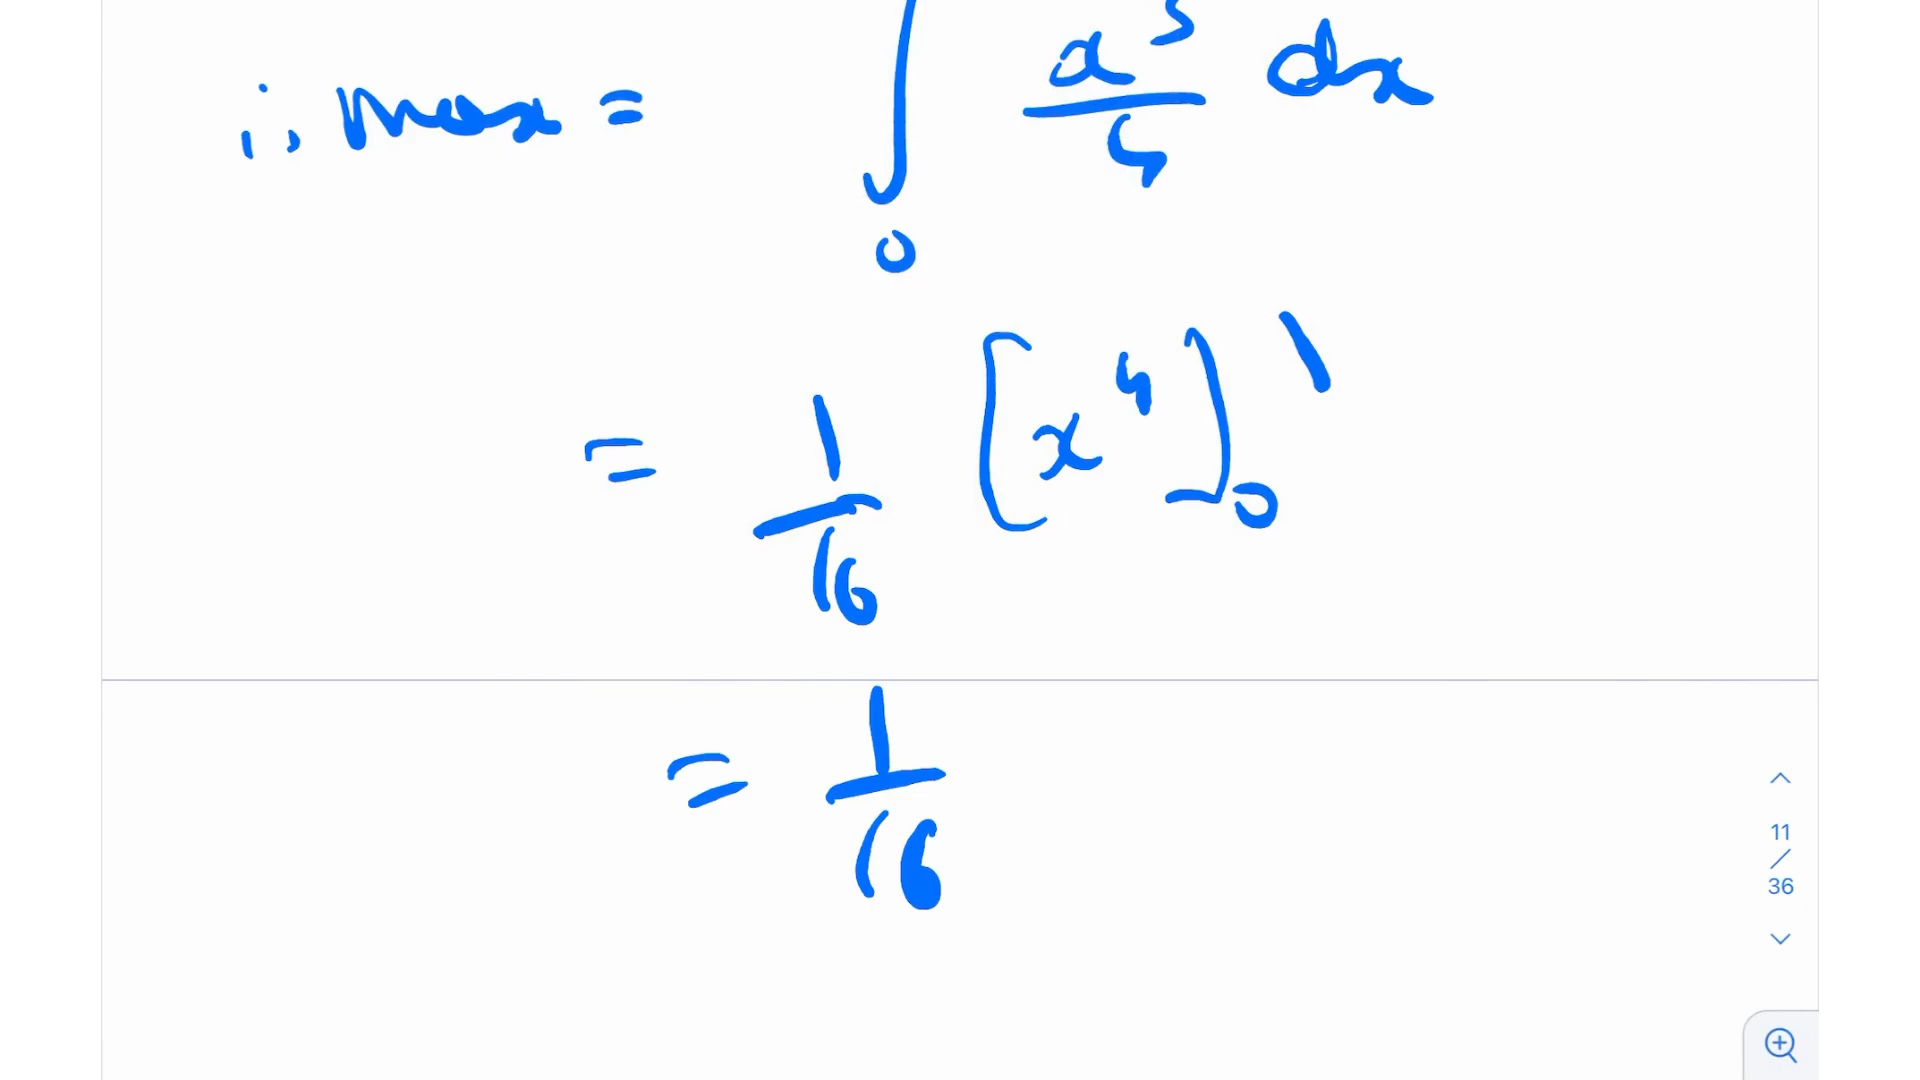 ∴ Max = ∫₀ x³/4 dx
= 1/16 [x⁴]₀¹
= 1/16
11
/
36